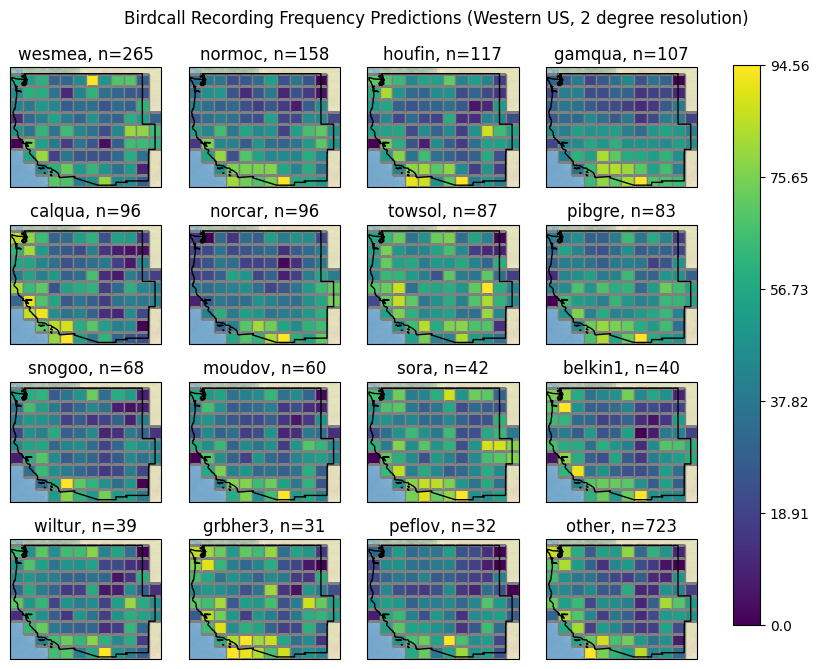 Birdcall Recording Frequency Predictions (Western US, 2 degree resolution)
wesmea, n=265
normoc, n=158
houfin, n=117
gamqua, n=107
calqua, n=96
norcar, n=96
towsol, n=87
pibgre, n=83
snogoo, n=68
moudov, n=60
sora, n=42
belkin1, n=40
wiltur, n=39
grbher3, n=31
peflov, n=32
other, n=723
94.56
75.65
56.73
37.82
18.91
0.0